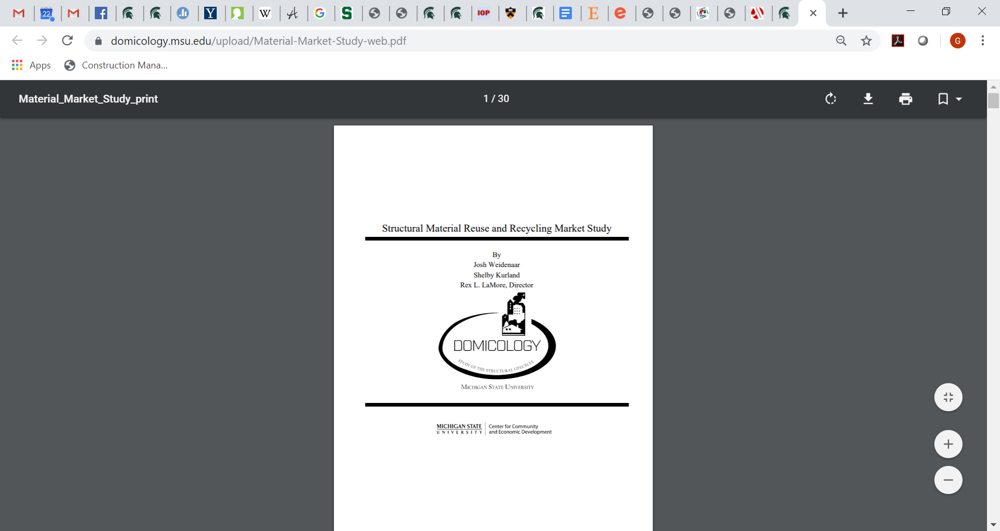 22
Y
W
G
S
IOP
E
e
domicology.msu.edu/upload/Material-Market-Study-web.pdf
G
Apps
Construction Mana...
Material_Market_Study_print
1 / 30
Structural Material Reuse and Recycling Market Study
By
Josh Weidenaar
Shelby Kurland
Rex L. LaMore, Director
DOMICOLOGY
STUDY OF THE STRUCTURAL LIFECYCLE
MICHIGAN STATE UNIVERSITY
MICHIGAN STATE
UNIVERSITY
Center for Community
and Economic Development